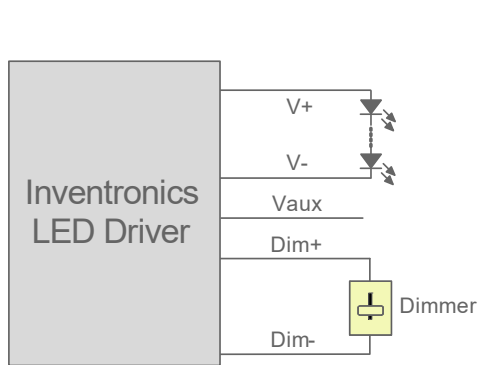 Inventronics
LED Driver
V+
V-
Vaux
Dim+
Dimmer
Dim-